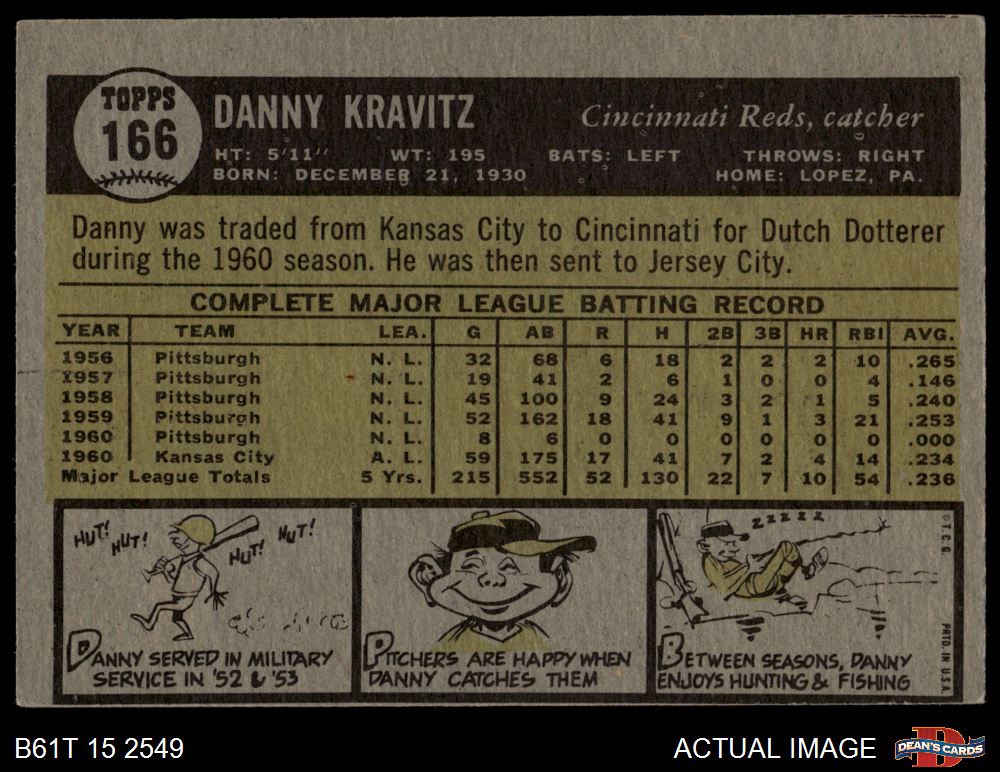 TOPPS
166
DANNY KRAVITZ
Cincinnati Reds, catcher
HT: 5'11" WT: 195 BATS: LEFT THROWS: RIGHT
BORN: DECEMBER 21, 1930 HOME: LOPEZ, PA.
Danny was traded from Kansas City to Cincinnati for Dutch Dotterer
during the 1960 season. He was then sent to Jersey City.
COMPLETE MAJOR LEAGUE BATTING RECORD
YEAR TEAM LEA. G AB R H 2B 3B HR RBI AVG.
1956 Pittsburgh N. L. 32 68 6 18 2 2 2 10 .265
1957 Pittsburgh N. L. 19 41 2 6 1 0 0 4 .146
1958 Pittsburgh N. L. 45 100 9 24 3 2 1 5 .240
1959 Pittsburgh N. L. 52 162 18 41 9 1 3 21 .253
1960 Pittsburgh N. L. 8 6 0 0 0 0 0 0 .000
1960 Kansas City A. L. 59 175 17 41 7 2 4 14 .234
Major League Totals 5 Yrs. 215 552 52 130 22 7 10 54 .236
HUT! HUT! HUT! HUT!
DANNY SERVED IN MILITARY
SERVICE IN '52 & '53
PITCHERS ARE HAPPY WHEN
DANNY CATCHES THEM
ZZZZZ
BETWEEN SEASONS, DANNY
ENJOYS HUNTING & FISHING
© T. C. G.
PRTD. IN U.S.A.
B61T 15 2549
ACTUAL IMAGE
DEAN'S CARDS